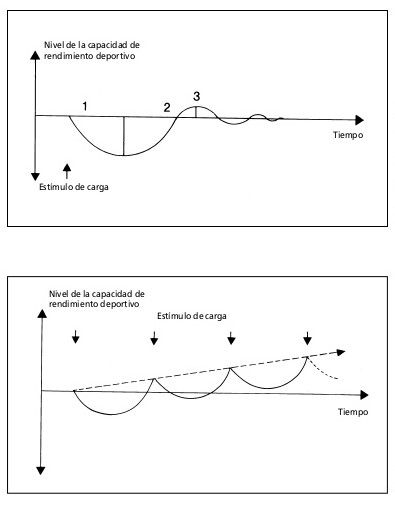 Nivel de la capacidad de
rendimiento deportivo
1
2
3
Tiempo
Estímulo de carga
Nivel de la capacidad de
rendimiento deportivo
Estímulo de carga
Tiempo